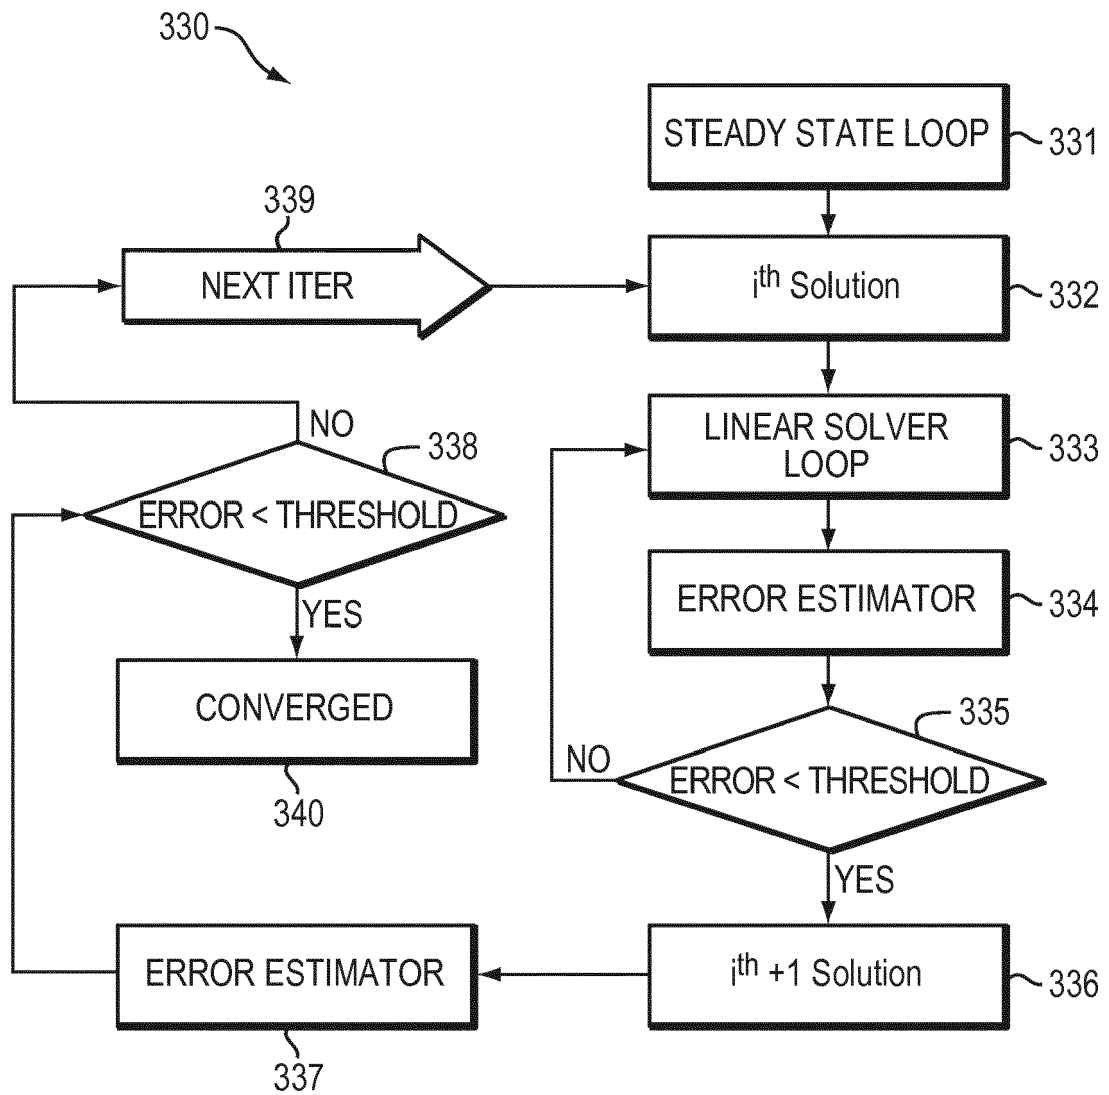 330
STEADY STATE LOOP
331
339
NEXT ITER
ith Solution
332
NO
338
LINEAR SOLVER
LOOP
333
ERROR < THRESHOLD
ERROR ESTIMATOR
334
YES
CONVERGED
340
335
NO
ERROR < THRESHOLD
YES
ERROR ESTIMATOR
337
ith +1 Solution
336